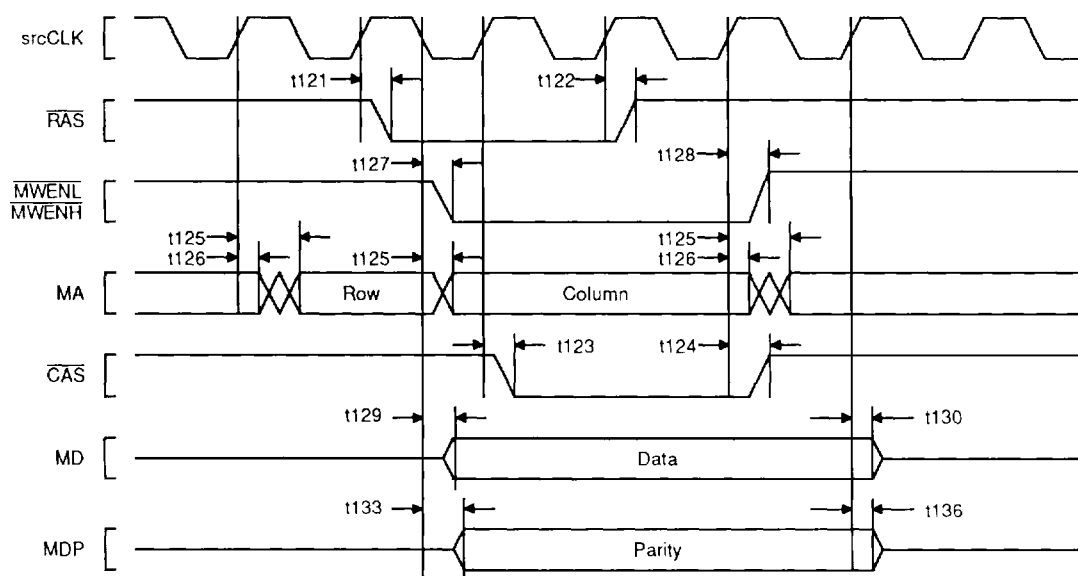 srcCLK
t121
t122
RAS
t127
t128
MWENL
MWENH
t125
t125
t126
t125
t126
MA
Row
Column
t123
t124
CAS
t129
t130
MD
Data
t133
t136
MDP
Parity